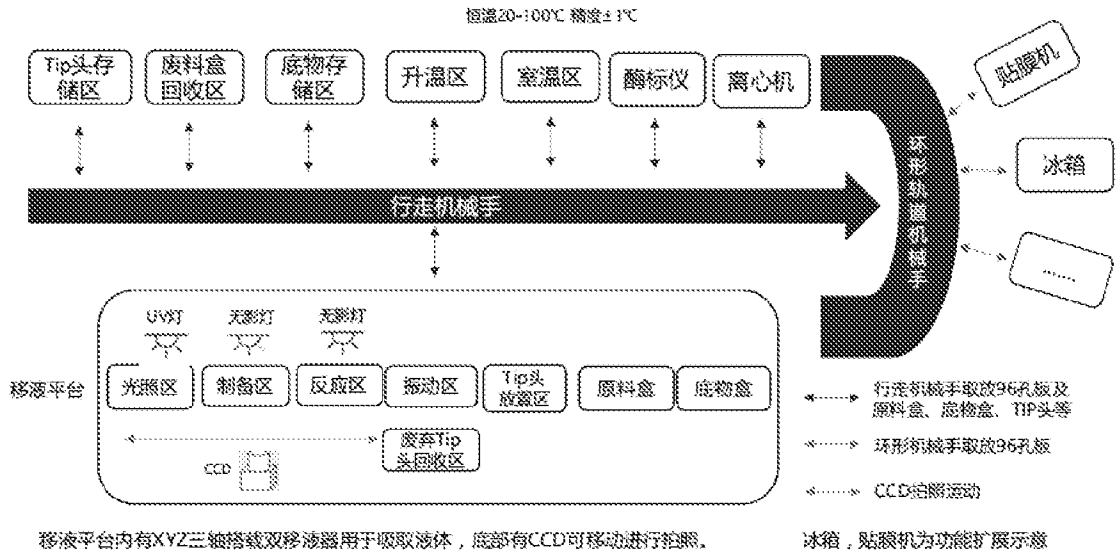 恒温20-100℃ 精度±1℃
Tip头存
储区
废料盒
回收区
底物存
储区
升温区
室温区
酶标仪
离心机
贴膜机
冰箱
……
行走机械手
环形轨道机械手
UV灯
无影灯
无影灯
移液平台
光照区
制备区
反应区
振动区
Tip头
放置区
原料盒
底物盒
废弃Tip
头回收区
CCD
行走机械手取放96孔板及
原料盒、底物盒、TIP头等
环形机械手取放96孔板
CCD拍照运动
移液平台内有XYZ三轴搭载双移液器用于吸取液体，底部有CCD可移动进行拍照。
冰箱，贴膜机为功能扩展示意